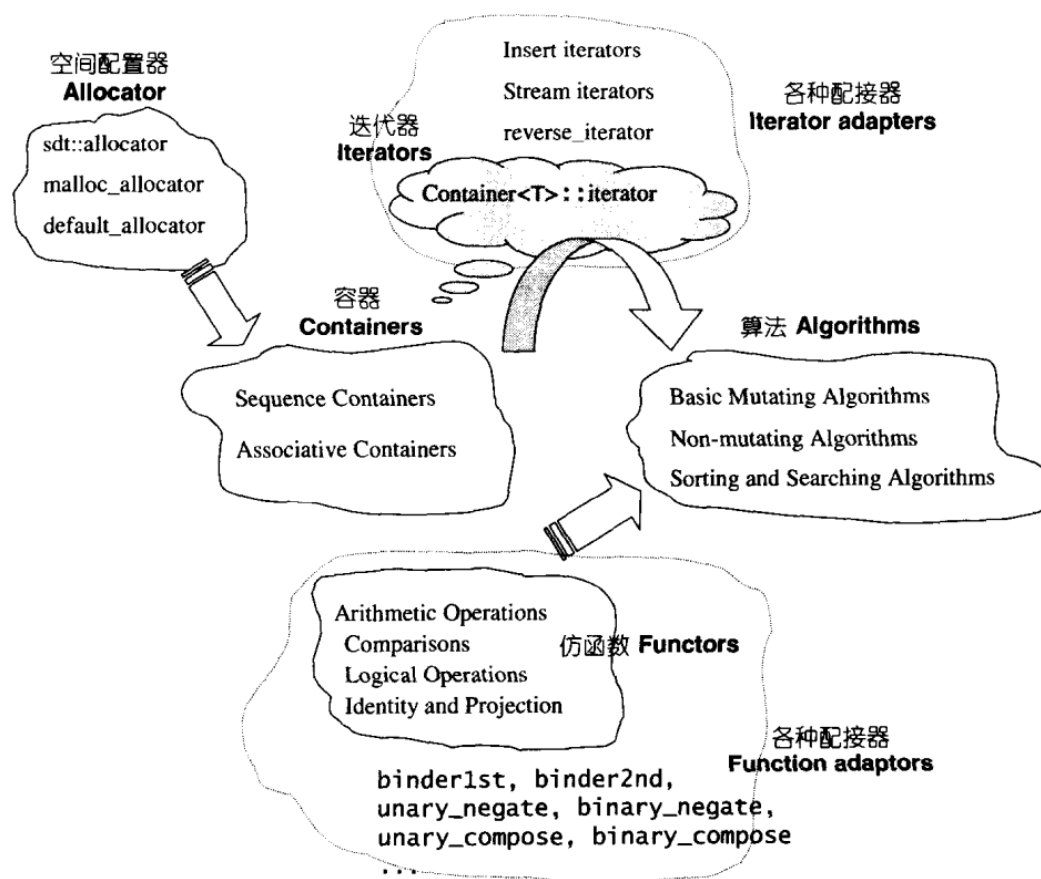 空间配置器
Allocator
sdt::allocator
malloc_allocator
default_allocator
Insert iterators
Stream iterators
reverse_iterator
各种配接器
Iterator adapters
迭代器
Iterators
Container<T>::iterator
容器
Containers
Sequence Containers
Associative Containers
算法 Algorithms
Basic Mutating Algorithms
Non-mutating Algorithms
Sorting and Searching Algorithms
Arithmetic Operations
Comparisons
Logical Operations
Identity and Projection
仿函数 Functors
各种配接器
Function adaptors
binder1st, binder2nd,
unary_negate, binary_negate,
unary_compose, binary_compose
...